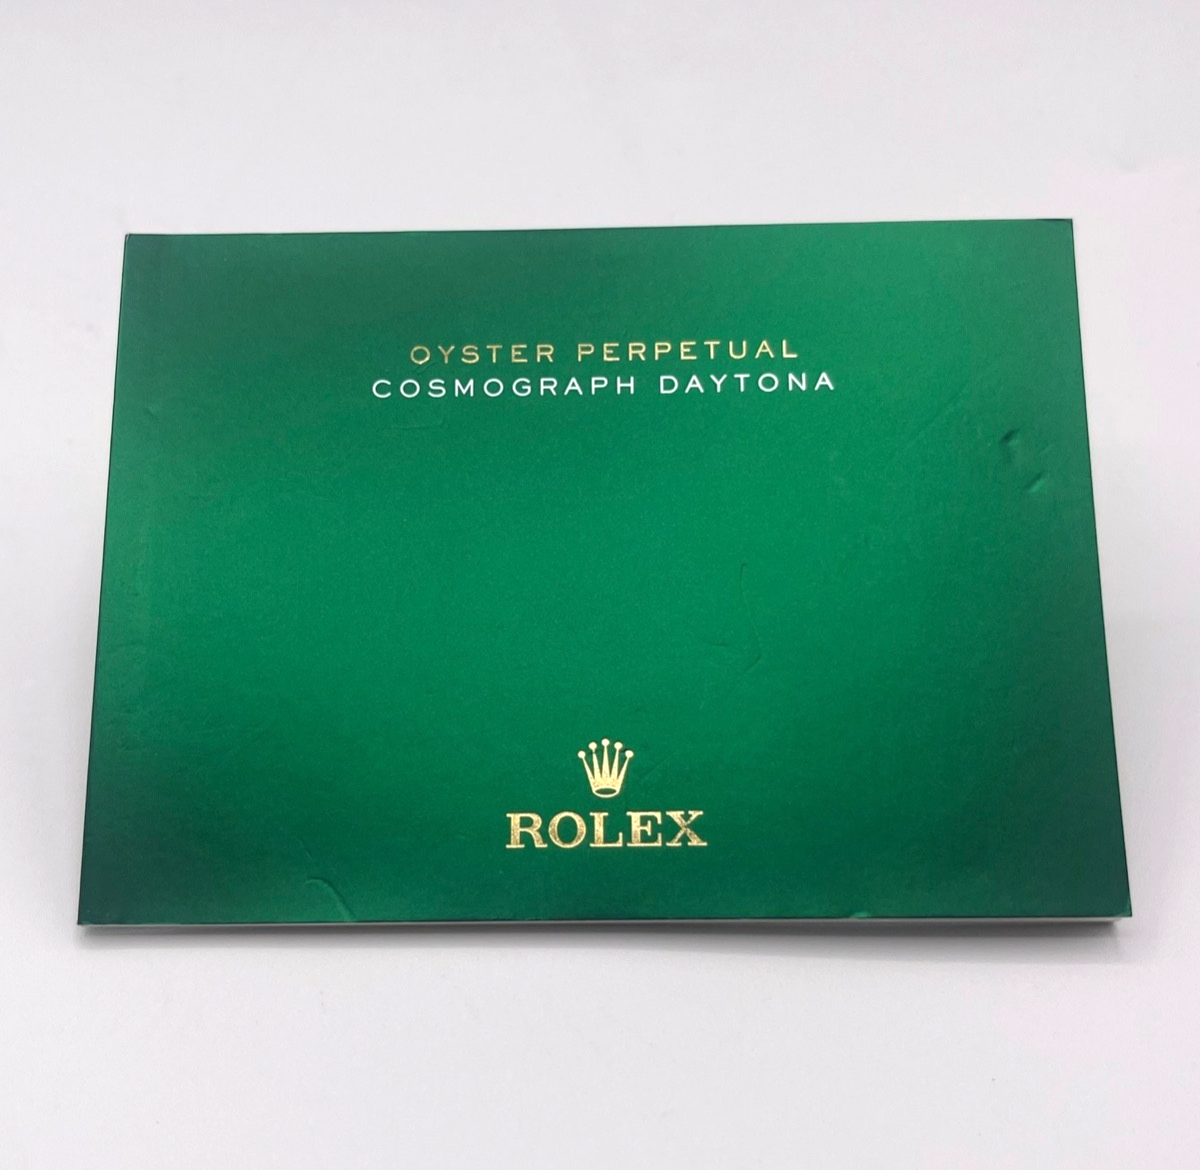 OYSTER PERPETUAL
COSMOGRAPH DAYTONA
ROLEX